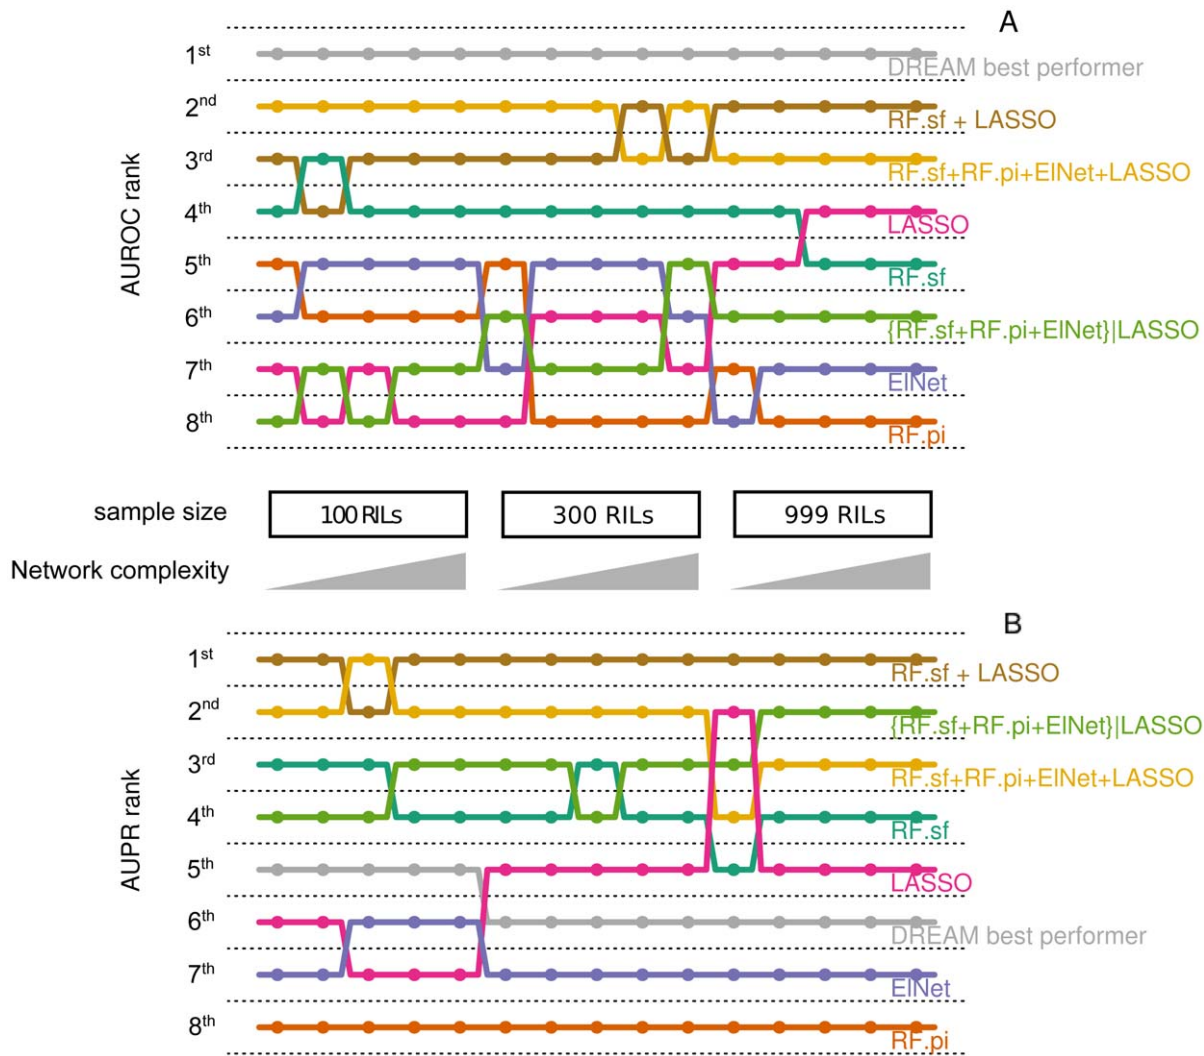 A
1st
DREAM best performer
2nd
RF.sf + LASSO
3rd
RF.sf+RF.pi+ElNet+LASSO
4th
LASSO
5th
RF.sf
6th
{RF.sf+RF.pi+ElNet}|LASSO
7th
ElNet
8th
RF.pi
AUROC rank
sample size 100 RILs 300 RILs 999 RILs
Network complexity
B
1st
RF.sf + LASSO
2nd
{RF.sf+RF.pi+ElNet}|LASSO
3rd
RF.sf+RF.pi+ElNet+LASSO
4th
RF.sf
5th
LASSO
6th
DREAM best performer
7th
ElNet
8th
RF.pi
AUPR rank